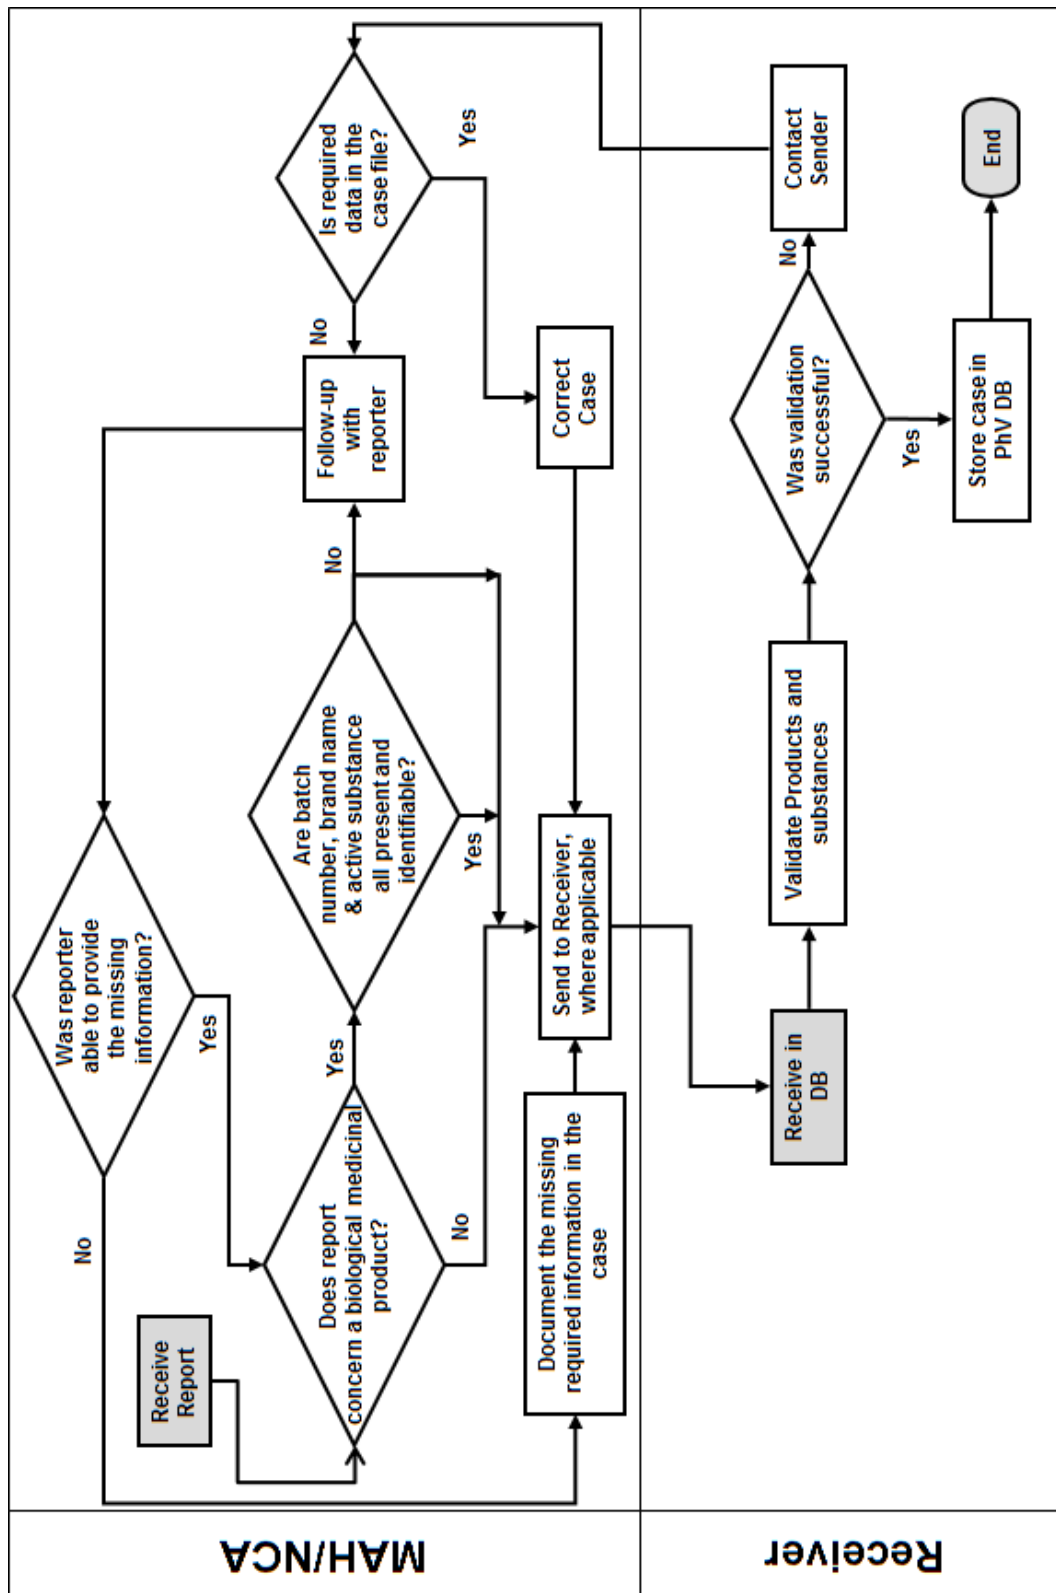 MAH/NCA
Receive
Report
Does report
concern a biological medicinal
product?
Yes
No
Was reporter
able to provide
the missing
information?
Yes
No
Are batch
number, brand name
& active substance
all present and
identifiable?
Yes
No
Follow-up
with
reporter
Is required
data in the
case file?
No
Yes
Correct
Case
Document the missing
required information in the
case
Send to Receiver,
where applicable
Receiver
Receive in
DB
Validate Products and
substances
Was validation
successful?
No
Yes
Contact
Sender
Store case in
PhV DB
End